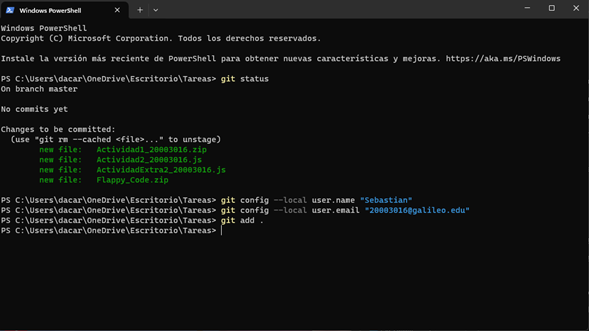 Windows PowerShell
Windows PowerShell
Copyright (C) Microsoft Corporation. Todos los derechos reservados.
Instale la versión más reciente de PowerShell para obtener nuevas características y mejoras. https://aka.ms/PSWindows
PS C:\Users\dacar\OneDrive\Escritorio\Tareas> git status
On branch master
No commits yet
Changes to be committed:
  (use "git rm --cached <file>..." to unstage)
        new file:   Actividad1_20003016.zip
        new file:   Actividad2_20003016.js
        new file:   ActividadExtra2_20003016.js
        new file:   Flappy_Code.zip
PS C:\Users\dacar\OneDrive\Escritorio\Tareas> git config --local user.name "Sebastian"
PS C:\Users\dacar\OneDrive\Escritorio\Tareas> git config --local user.email "20003016@galileo.edu"
PS C:\Users\dacar\OneDrive\Escritorio\Tareas> git add .
PS C:\Users\dacar\OneDrive\Escritorio\Tareas>